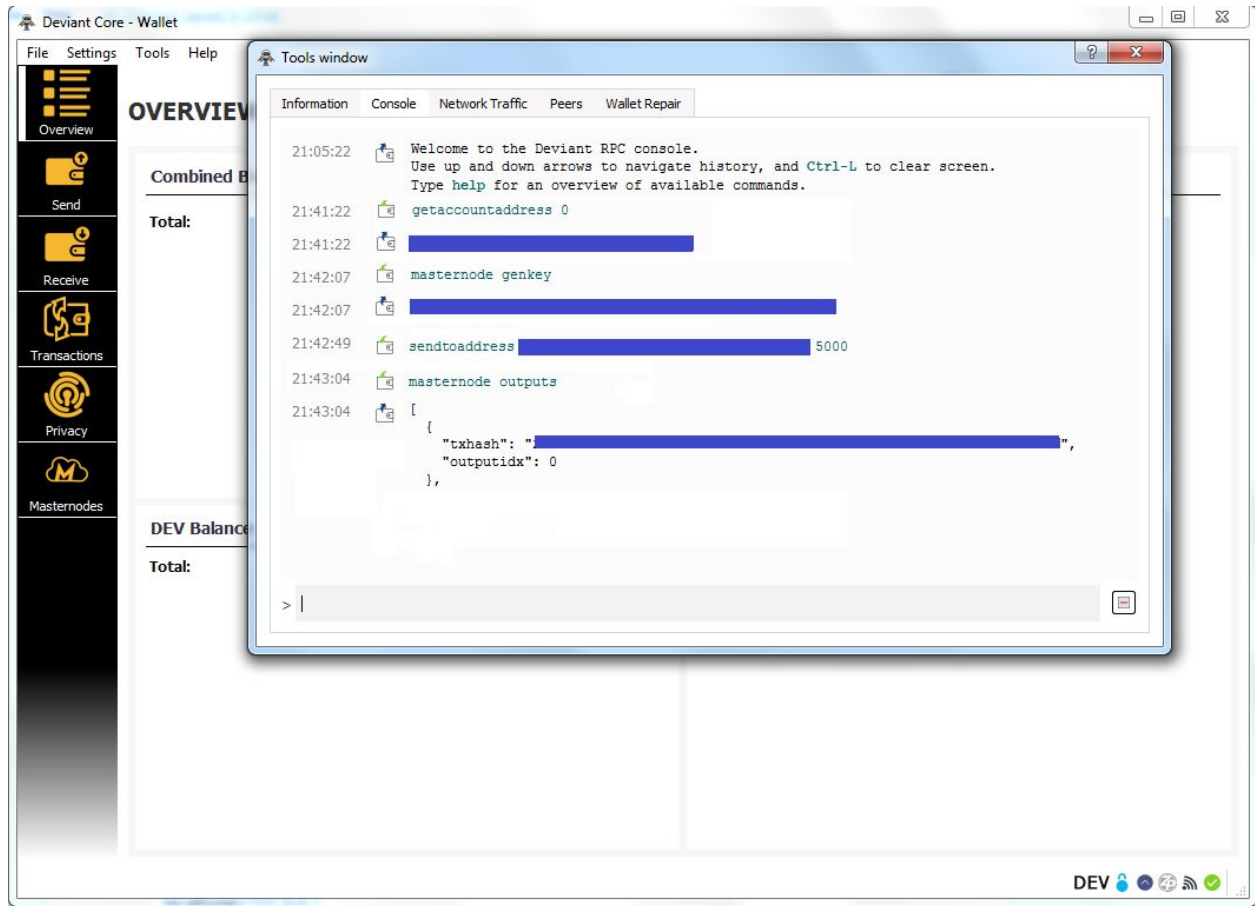 Deviant Core - Wallet
File Settings Tools Help
Overview
Send
Receive
Transactions
Privacy
Masternodes
OVERVIEW
Combined B
Total:
DEV Balance
Total:
Tools window
Information Console Network Traffic Peers Wallet Repair
21:05:22 Welcome to the Deviant RPC console.
Use up and down arrows to navigate history, and Ctrl-L to clear screen.
Type help for an overview of available commands.
21:41:22 getaccountaddress 0
21:41:22
21:42:07 masternode genkey
21:42:07
21:42:49 sendtoaddress 5000
21:43:04 masternode outputs
21:43:04 [
{
"txhash": " ",
"outputidx": 0
},
>
DEV